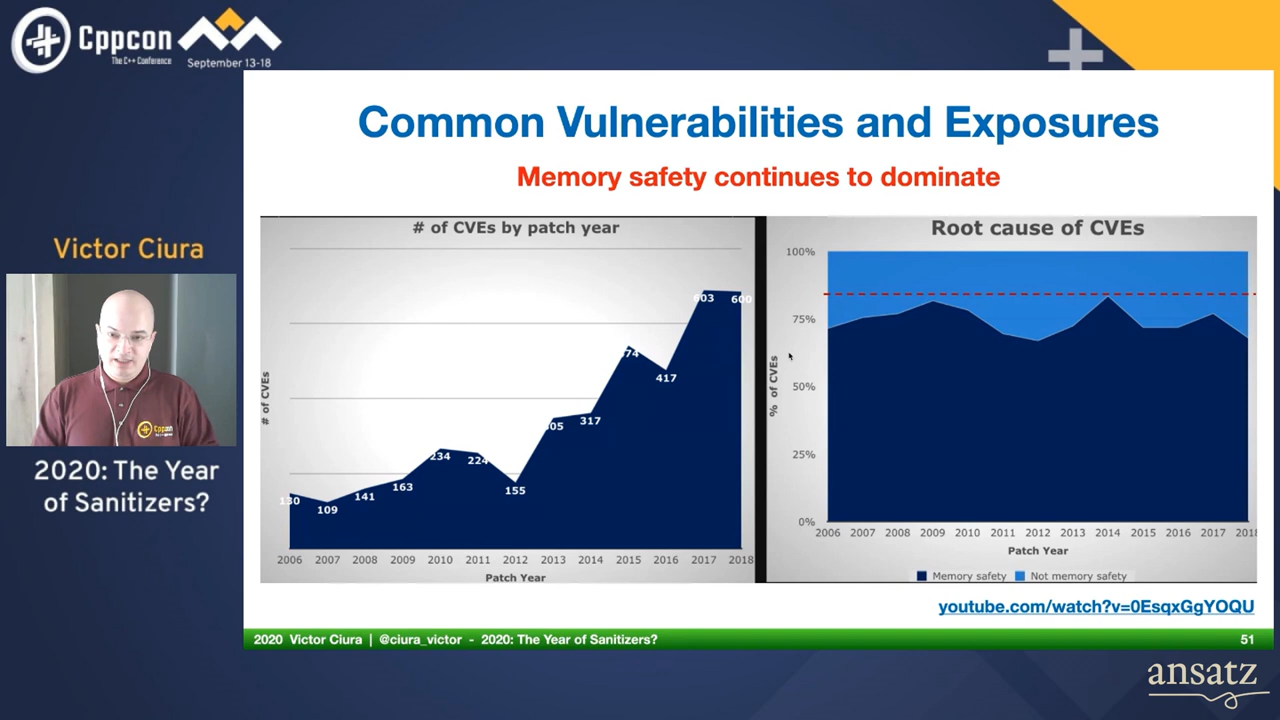 Cppcon
The C++ Conference
September 13-18
Victor Ciura
2020: The Year
of Sanitizers?
Common Vulnerabilities and Exposures
Memory safety continues to dominate
# of CVEs by patch year
# of CVEs
130 109 141 163 234 224 155 05 317 74 417 603 600
2006 2007 2008 2009 2010 2011 2012 2013 2014 2015 2016 2017 2018
Patch Year
Root cause of CVEs
% of CVEs
100%
75%
50%
25%
0%
2006 2007 2008 2009 2010 2011 2012 2013 2014 2015 2016 2017 2018
Patch Year
Memory safety Not memory safety
youtube.com/watch?v=0EsqxGgYOQU
2020 Victor Ciura | @ciura_victor - 2020: The Year of Sanitizers? 51
ansatz